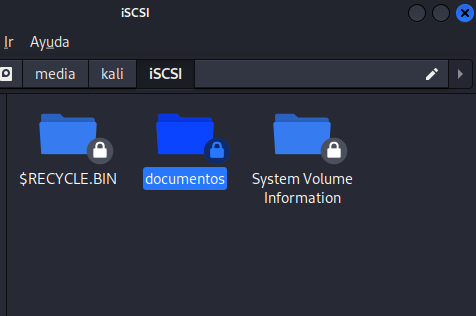 iSCSI
Ir Ayuda
media kali iSCSI
$RECYCLE.BIN documentos System Volume
Information